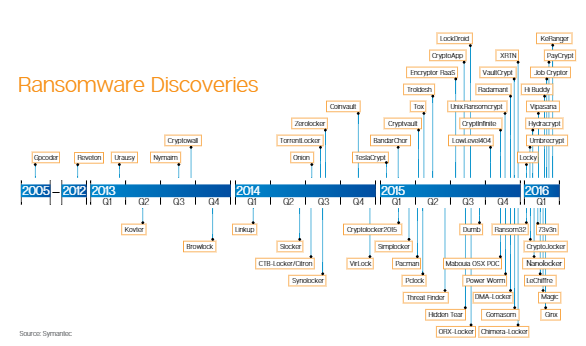 Ransomware Discoveries
LockDroid
KeRanger
CryptoApp
XRTN
PayCrypt
Encryptor RaaS
VaultCrypt
Job Cryptor
Troldesh
Radamant
Hi Buddy
Coinvault
Tox
Unix.Ransomcrypt
Vipasana
Zerolocker
Cryptvault
CryptInfinite
Hydracrypt
Cryptowall
TorrentLocker
BandarChor
LowLevel404
Umbrecrypt
Gpcoder
Reveton
Urausy
Nymaim
Onion
TeslaCrypt
Locky
2005 – 2012 2013 2014 2015 2016
Q1 Q2 Q3 Q4 Q1 Q2 Q3 Q4 Q1 Q2 Q3 Q4 Q1
Kovter
Linkup
Cryptolocker2015
Dumb
Ransom32
73v3n
Browlock
Slocker
Simplocker
CryptoJocker
CTB-Locker/Citron
VirLock
Pacman
Mabouia OSX POC
Nanolocker
Synolocker
Pclock
Power Worm
LeChiffre
Threat Finder
DMA-Locker
Magic
Hidden Tear
Gomasom
Ginx
ORX-Locker
Chimera-Locker
Source: Symantec